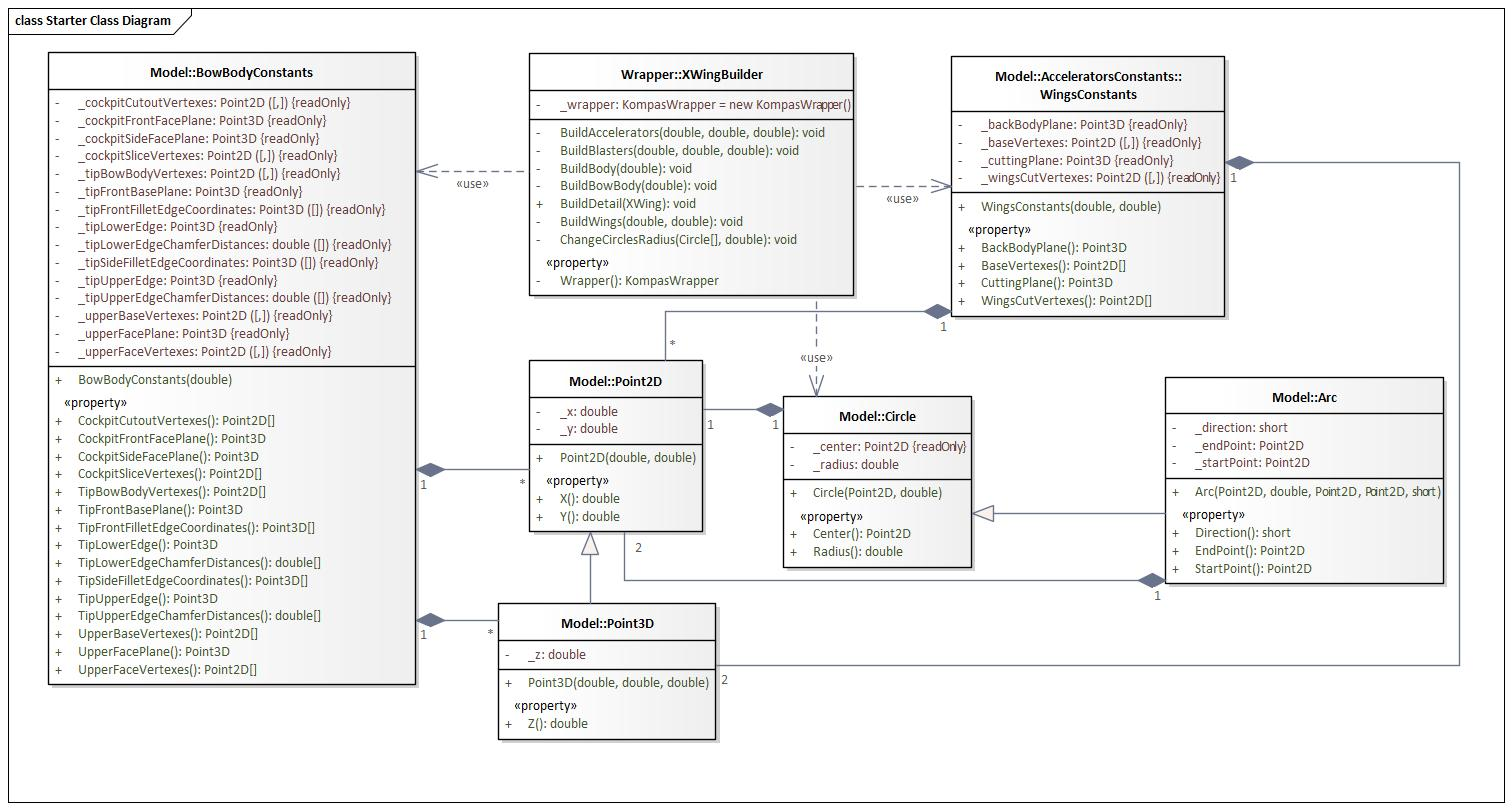 class Starter Class Diagram
Model::BowBodyConstants
- _cockpitCutoutVertexes: Point2D ([,]) {readOnly}
- _cockpitFrontFacePlane: Point3D {readOnly}
- _cockpitSideFacePlane: Point3D {readOnly}
- _cockpitSliceVertexes: Point2D ([,]) {readOnly}
- _tipBowBodyVertexes: Point2D ([,]) {readOnly}
- _tipFrontBasePlane: Point3D {readOnly}
- _tipFrontFilletEdgeCoordinates: Point3D ([]) {readOnly}
- _tipLowerEdge: Point3D {readOnly}
- _tipLowerEdgeChamferDistances: double ([]) {readOnly}
- _tipSideFilletEdgeCoordinates: Point3D ([]) {readOnly}
- _tipUpperEdge: Point3D {readOnly}
- _tipUpperEdgeChamferDistances: double ([]) {readOnly}
- _upperBaseVertexes: Point2D ([,]) {readOnly}
- _upperFacePlane: Point3D {readOnly}
- _upperFaceVertexes: Point2D ([,]) {readOnly}
+ BowBodyConstants(double)
«property»
+ CockpitCutoutVertexes(): Point2D[]
+ CockpitFrontFacePlane(): Point3D
+ CockpitSideFacePlane(): Point3D
+ CockpitSliceVertexes(): Point2D[]
+ TipBowBodyVertexes(): Point2D[]
+ TipFrontBasePlane(): Point3D
+ TipFrontFilletEdgeCoordinates(): Point3D[]
+ TipLowerEdge(): Point3D
+ TipLowerEdgeChamferDistances(): double[]
+ TipSideFilletEdgeCoordinates(): Point3D[]
+ TipUpperEdge(): Point3D
+ TipUpperEdgeChamferDistances(): double[]
+ UpperBaseVertexes(): Point2D[]
+ UpperFacePlane(): Point3D
+ UpperFaceVertexes(): Point2D[]
«use»
Wrapper::XWingBuilder
- _wrapper: KompasWrapper = new KompasWrapper()
- BuildAccelerators(double, double, double): void
- BuildBlasters(double, double, double): void
- BuildBody(double): void
- BuildBowBody(double): void
+ BuildDetail(XWing): void
- BuildWings(double, double): void
- ChangeCirclesRadius(Circle[], double): void
«property»
- Wrapper(): KompasWrapper
«use»
Model::AcceleratorsConstants::
WingsConstants
- _backBodyPlane: Point3D {readOnly}
- _baseVertexes: Point2D ([,]) {readOnly}
- _cuttingPlane: Point3D {readOnly}
- _wingsCutVertexes: Point2D ([,]) {readOnly}
+ WingsConstants(double, double)
«property»
+ BackBodyPlane(): Point3D
+ BaseVertexes(): Point2D[]
+ CuttingPlane(): Point3D
+ WingsCutVertexes(): Point2D[]
1
1
*
«use»
Model::Point2D
- _x: double
- _y: double
+ Point2D(double, double)
«property»
+ X(): double
+ Y(): double
1
1
1
*
2
Model::Circle
- _center: Point2D {readOnly}
- _radius: double
+ Circle(Point2D, double)
«property»
+ Center(): Point2D
+ Radius(): double
Model::Arc
- _direction: short
- _endPoint: Point2D
- _startPoint: Point2D
+ Arc(Point2D, double, Point2D, Point2D, short)
«property»
+ Direction(): short
+ EndPoint(): Point2D
+ StartPoint(): Point2D
1
1
*
Model::Point3D
- _z: double
+ Point3D(double, double, double)
«property»
+ Z(): double
2